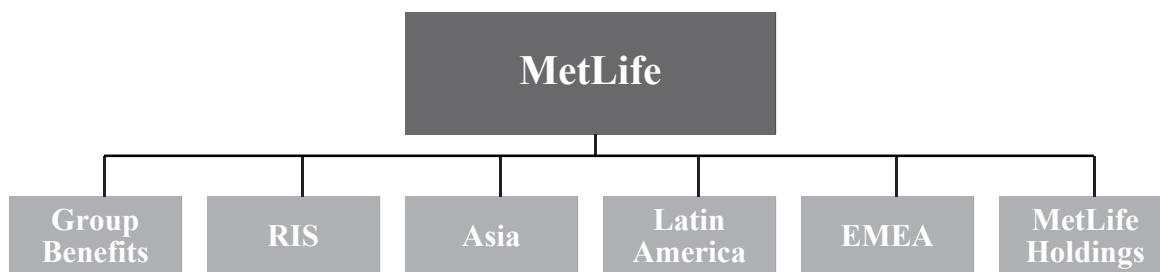 MetLife
Group
Benefits
RIS
Asia
Latin
America
EMEA
MetLife
Holdings